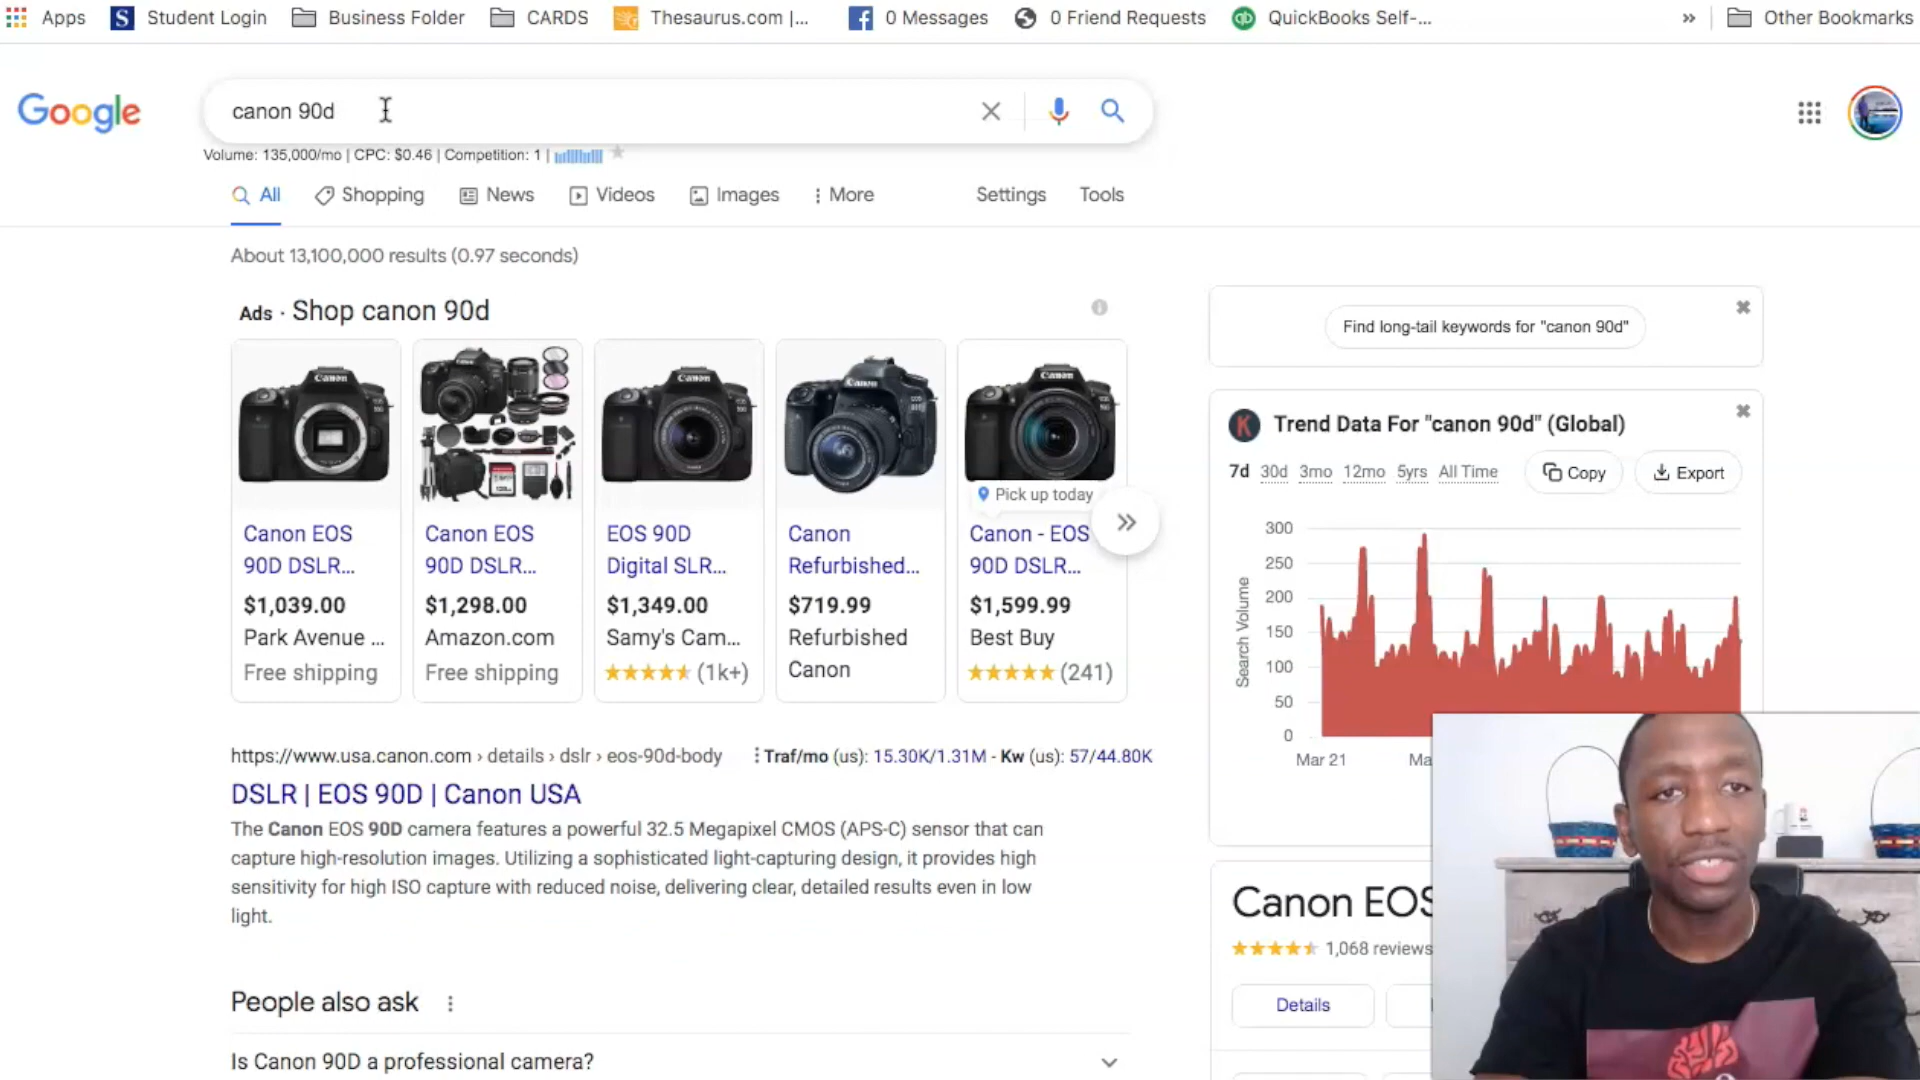 Apps
S Student Login
Business Folder
CARDS
Thesaurus.com |...
0 Messages
0 Friend Requests
qb QuickBooks Self-...
»
Other Bookmarks
Google
canon 90d
Volume: 135,000/mo | CPC: $0.46 | Competition: 1 |
All
Shopping
News
Videos
Images
More
Settings
Tools
About 13,100,000 results (0.97 seconds)
Ads · Shop canon 90d
Canon EOS
90D DSLR...
$1,039.00
Park Avenue ...
Free shipping
Canon EOS
90D DSLR...
$1,298.00
Amazon.com
Free shipping
EOS 90D
Digital SLR...
$1,349.00
Samy's Cam...
(1k+)
Canon
Refurbished...
$719.99
Refurbished
Canon
Pick up today
Canon - EOS
90D DSLR...
$1,599.99
Best Buy
(241)
https://www.usa.canon.com › details › dslr › eos-90d-body
Traf/mo (us): 15.30K/1.31M - Kw (us): 57/44.80K
DSLR | EOS 90D | Canon USA
The Canon EOS 90D camera features a powerful 32.5 Megapixel CMOS (APS-C) sensor that can
capture high-resolution images. Utilizing a sophisticated light-capturing design, it provides high
sensitivity for high ISO capture with reduced noise, delivering clear, detailed results even in low
light.
People also ask
Is Canon 90D a professional camera?
Find long-tail keywords for "canon 90d"
K Trend Data For "canon 90d" (Global)
7d 30d 3mo 12mo 5yrs All Time
Copy
Export
Search Volume
300
250
200
150
100
50
0
Mar 21
Ma
Canon EOS
1,068 reviews
Details